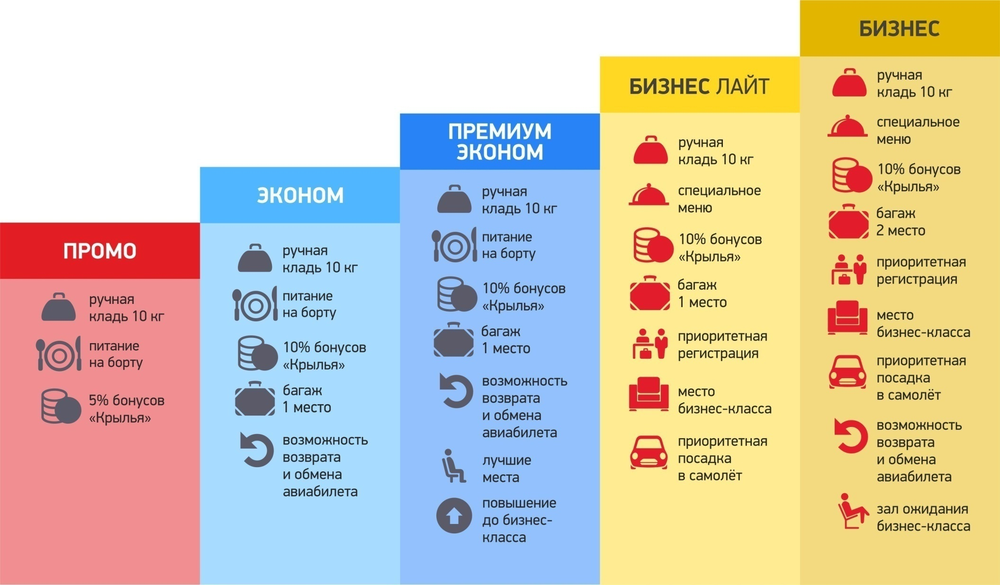 ПРОМО
ручная
кладь 10 кг
питание
на борту
5% бонусов
«Крылья»
ЭКОНОМ
ручная
кладь 10 кг
питание
на борту
10% бонусов
«Крылья»
багаж
1 место
возможность
возврата
и обмена
авиабилета
ПРЕМИУМ
ЭКОНОМ
ручная
кладь 10 кг
питание
на борту
10% бонусов
«Крылья»
багаж
1 место
возможность
возврата
и обмена
авиабилета
лучшие
места
повышение
до бизнес-
класса
БИЗНЕС ЛАЙТ
ручная
кладь 10 кг
специальное
меню
10% бонусов
«Крылья»
багаж
1 место
приоритетная
регистрация
место
бизнес-класса
приоритетная
посадка
в самолёт
БИЗНЕС
ручная
кладь 10 кг
специальное
меню
10% бонусов
«Крылья»
багаж
2 место
приоритетная
регистрация
место
бизнес-класса
приоритетная
посадка
в самолёт
возможность
возврата
и обмена
авиабилета
зал ожидания
бизнес-класса